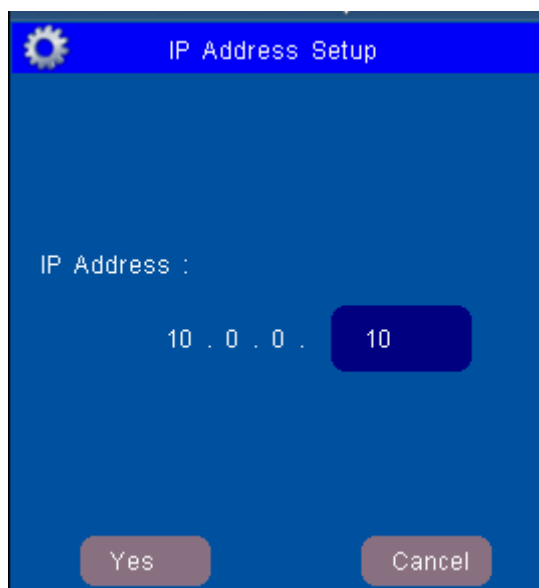 IP Address Setup
IP Address :
10 . 0 . 0 . 10
Yes Cancel